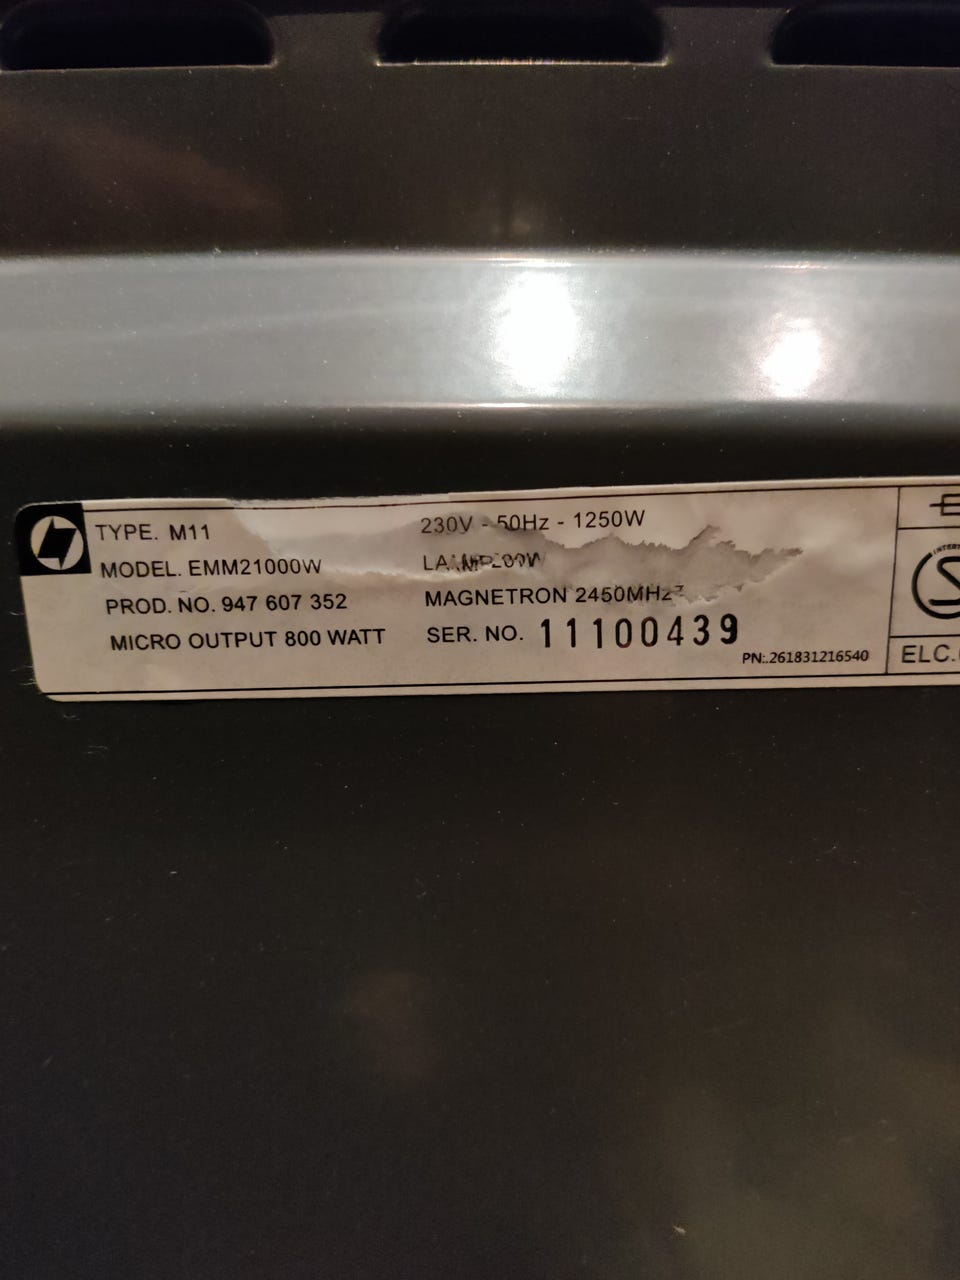 TYPE. M11
MODEL. EMM21000W
PROD. NO. 947 607 352
MICRO OUTPUT 800 WATT
230V - 50Hz - 1250W
MAGNETRON 2450MHz
SER. NO. 11100439
PN:.261831216540
INTERT
ELC.